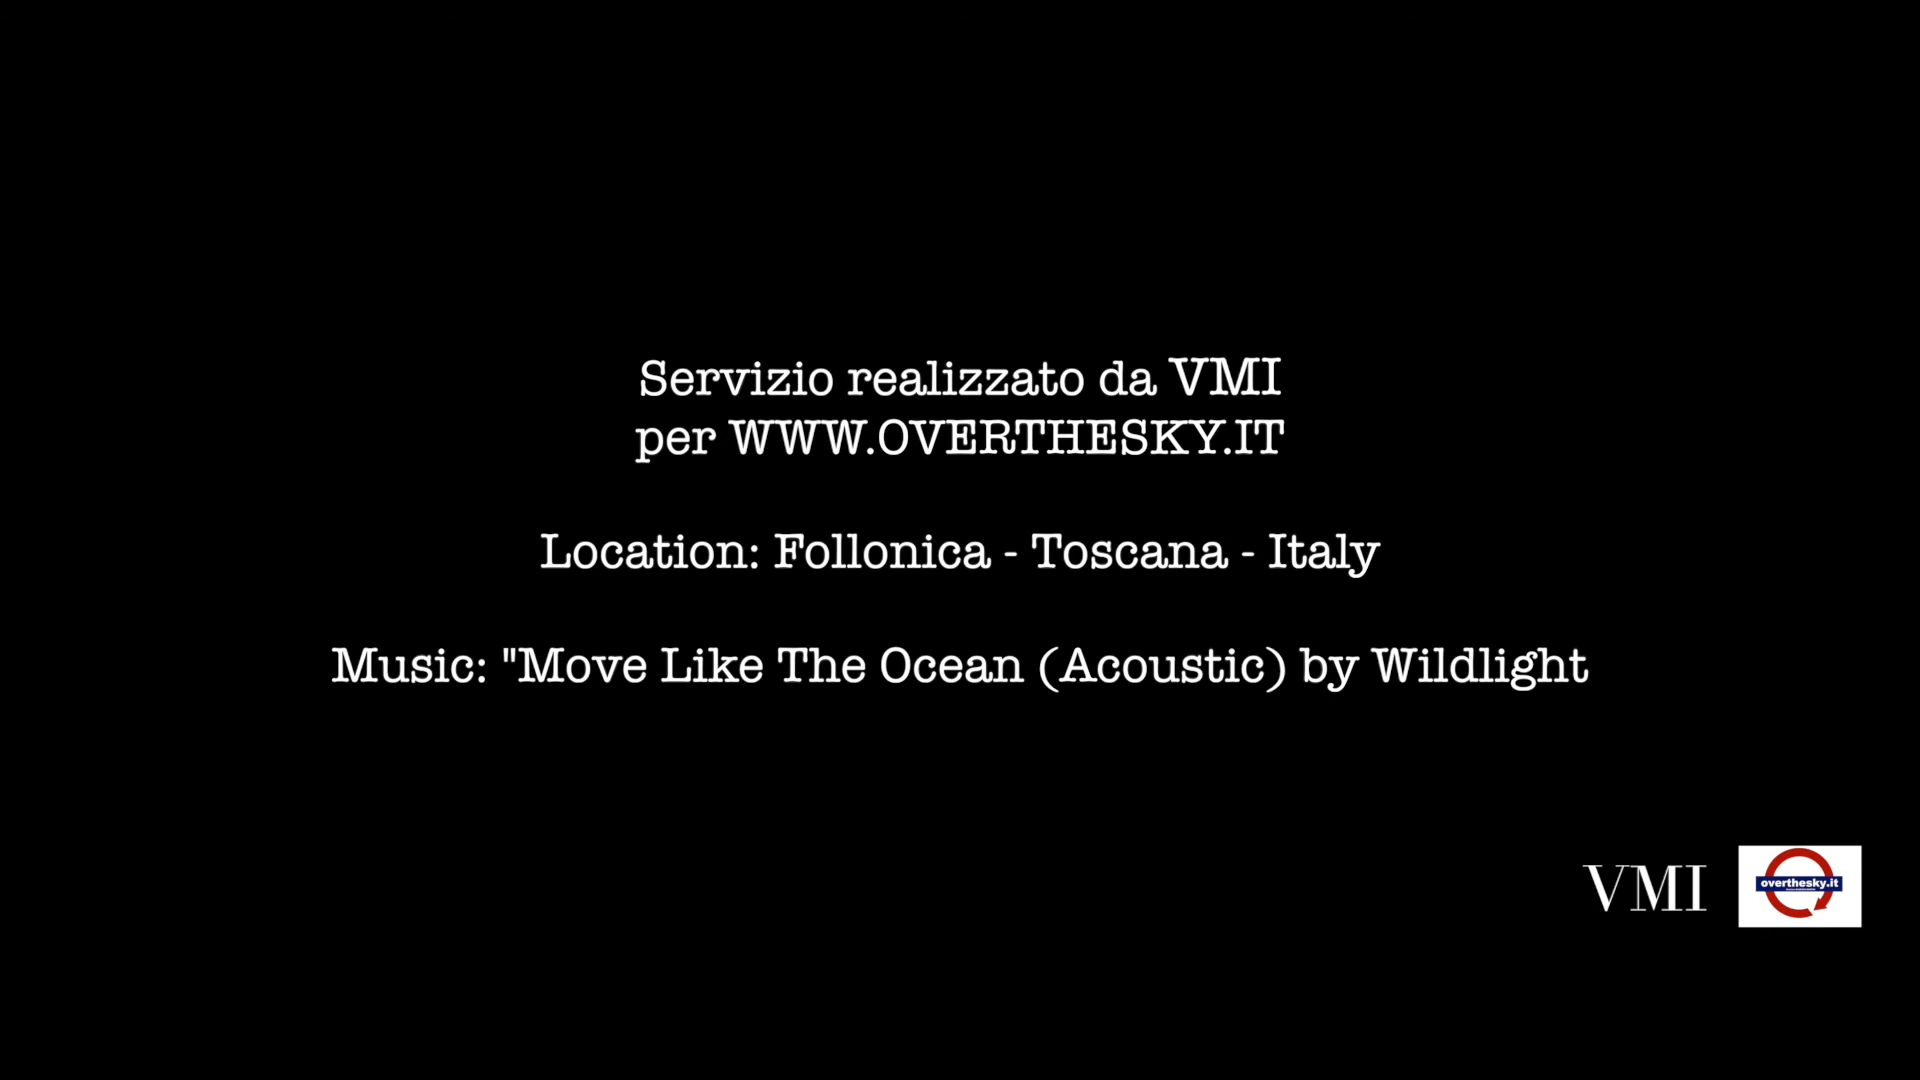 Servizio realizzato da VMI
per WWW.OVERTHESKY.IT
Location: Follonica - Toscana - Italy
Music: "Move Like The Ocean (Acoustic) by Wildlight
VMI
overthesky.it